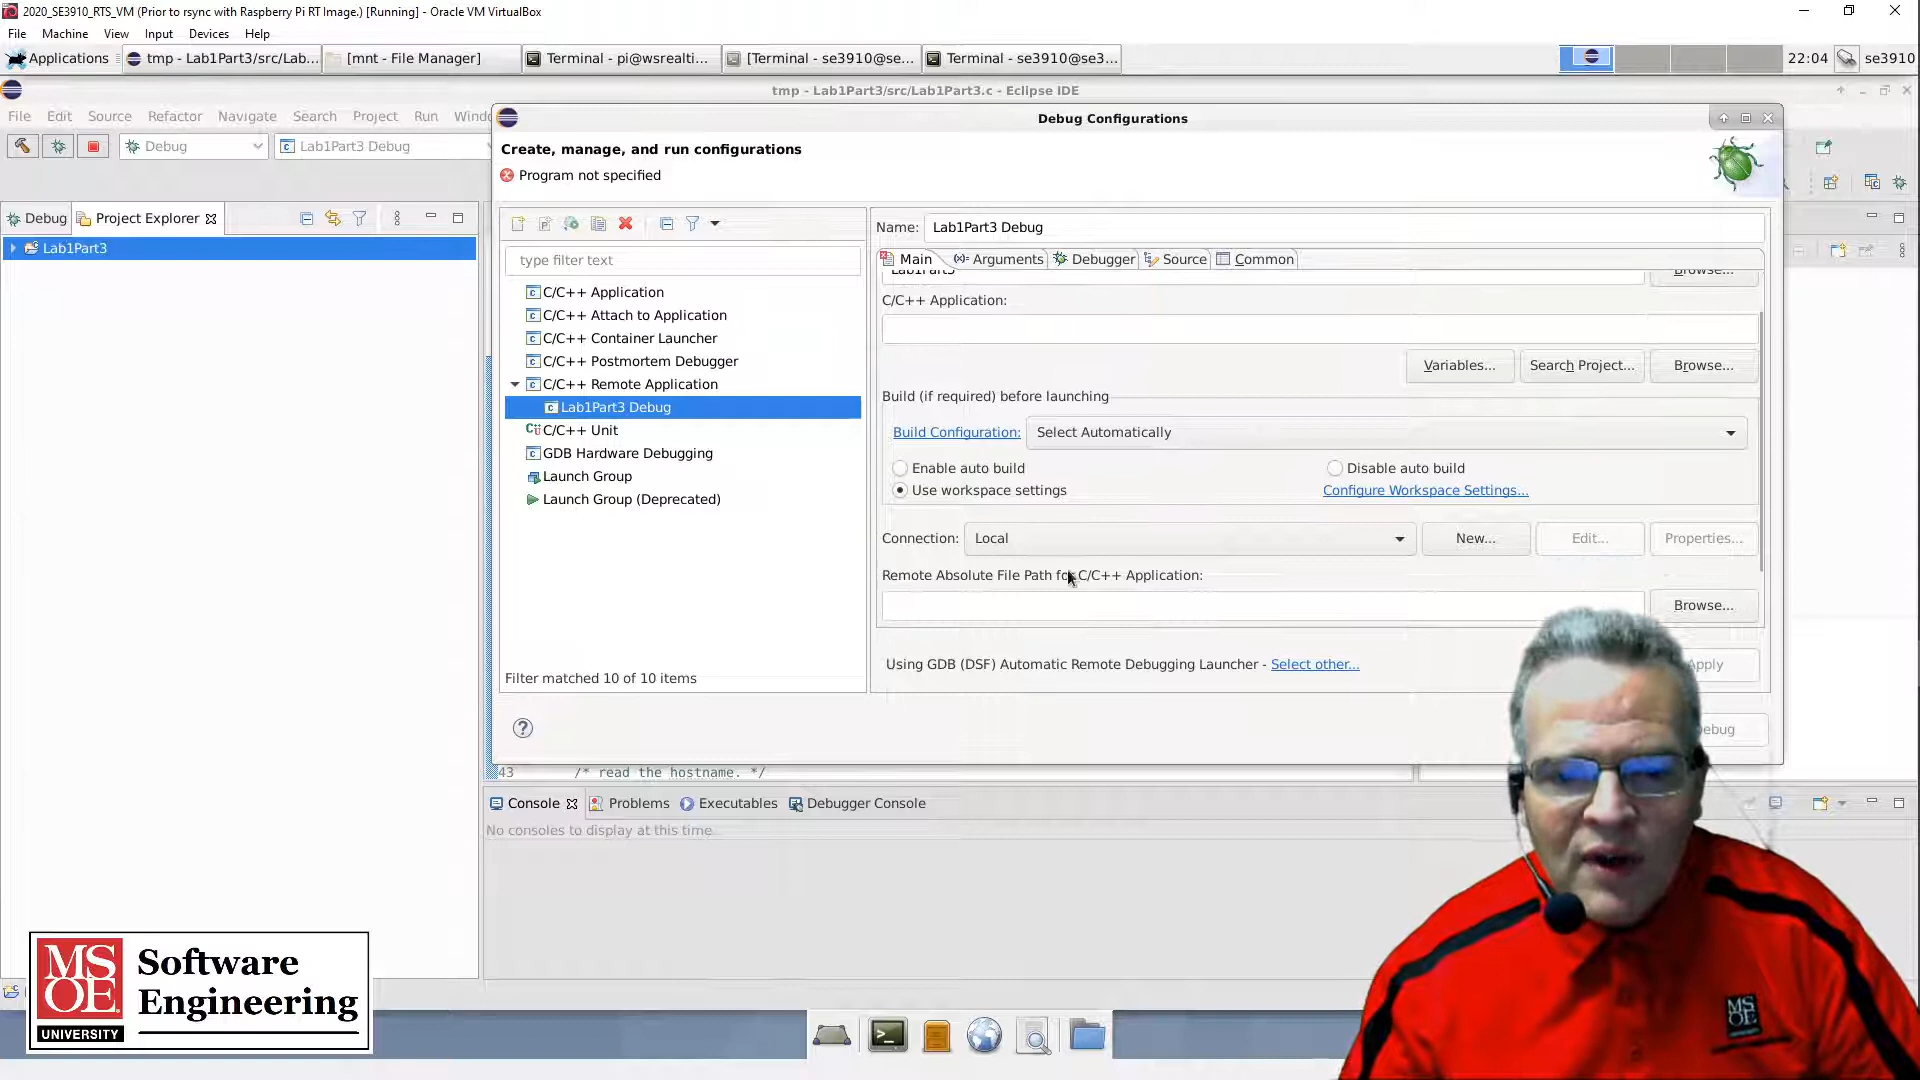 2020_SE3910_RTS_VM (Prior to rsync with Raspberry Pi RT Image.) [Running] - Oracle VM VirtualBox
File Machine View Input Devices Help
Applications
tmp - Lab1Part3/src/Lab...
[mnt - File Manager]
Terminal - pi@wsrealti...
[Terminal - se3910@se...
Terminal - se3910@se3...
22:04
se3910
tmp - Lab1Part3/src/Lab1Part3.c - Eclipse IDE
File Edit Source Refactor Navigate Search Project Run
Debug
Lab1Part3 Debug
Debug
Project Explorer
Lab1Part3
Debug Configurations
Create, manage, and run configurations
Program not specified
type filter text
C/C++ Application
C/C++ Attach to Application
C/C++ Container Launcher
C/C++ Postmortem Debugger
C/C++ Remote Application
Lab1Part3 Debug
C/C++ Unit
GDB Hardware Debugging
Launch Group
Launch Group (Deprecated)
Filter matched 10 of 10 items
Name: Lab1Part3 Debug
Main
Arguments
Debugger
Source
Common
Lab1Part3
Browse...
C/C++ Application:
Variables...
Search Project...
Browse...
Build (if required) before launching
Build Configuration: Select Automatically
Enable auto build
Disable auto build
Use workspace settings
Configure Workspace Settings...
Connection: Local
New...
Edit...
Properties...
Remote Absolute File Path for C/C++ Application:
Browse...
Using GDB (DSF) Automatic Remote Debugging Launcher - Select other...
43 /* read the hostname. */
Console
Problems
Executables
Debugger Console
No consoles to display at this time.
MS
OE
UNIVERSITY
Software
Engineering
MS
OE